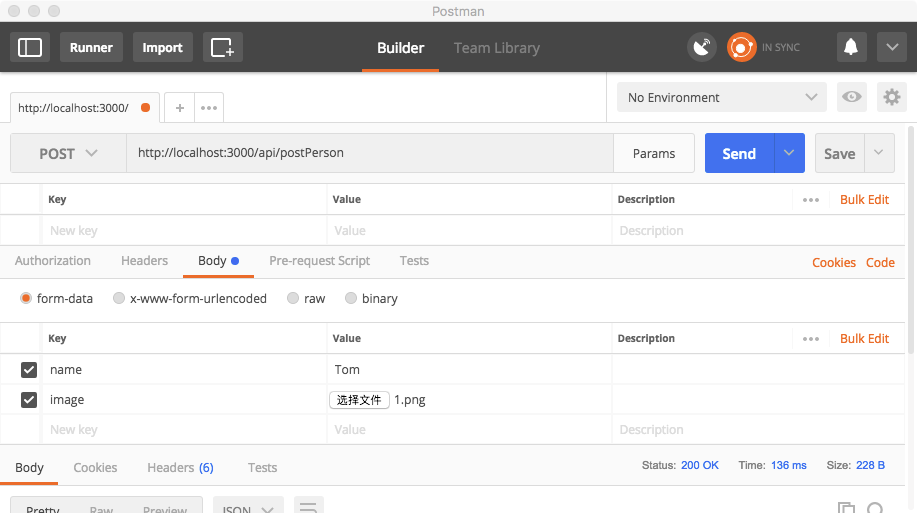 Postman
Runner Import Builder Team Library IN SYNC
http://localhost:3000/ + ••• No Environment
POST http://localhost:3000/api/postPerson Params Send Save
Key Value Description ••• Bulk Edit
New key Value Description
Authorization Headers Body Pre-request Script Tests Cookies Code
form-data x-www-form-urlencoded raw binary
Key Value Description ••• Bulk Edit
name Tom
image 选择文件 1.png
New key Value Description
Body Cookies Headers (6) Tests Status: 200 OK Time: 136 ms Size: 228 B
Pretty Raw Preview JSON